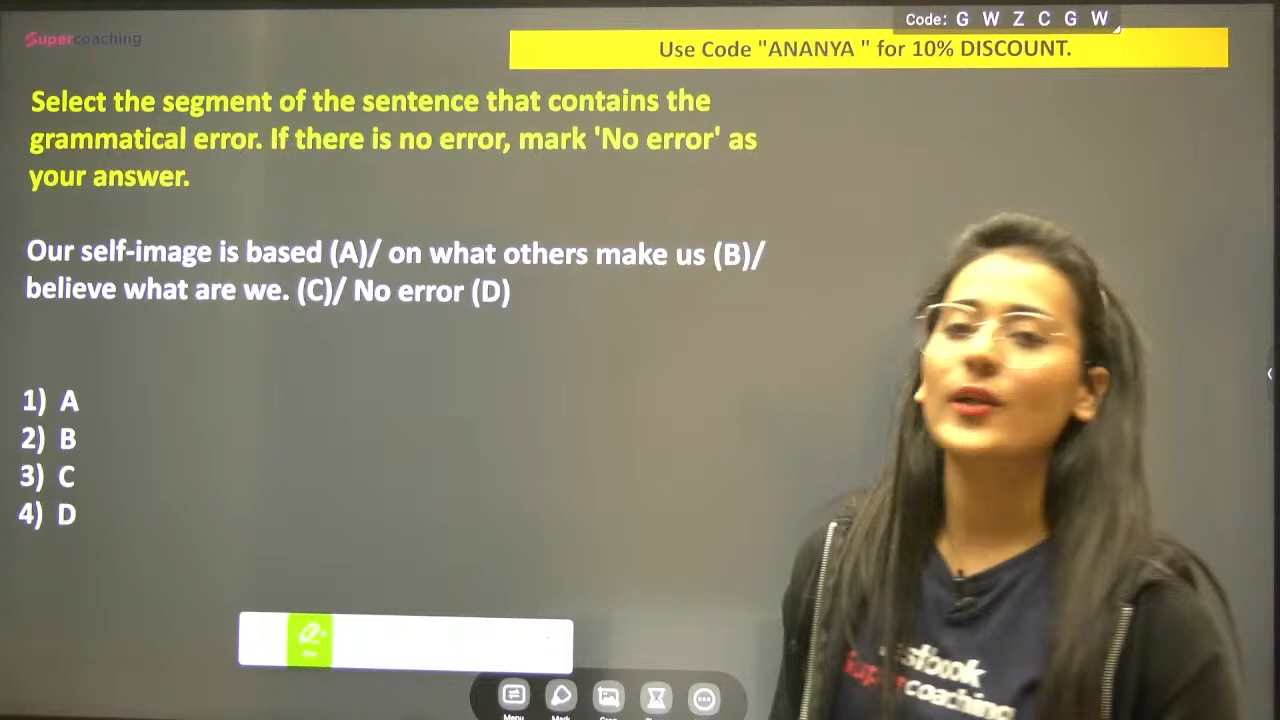 Code: G W Z C G W
Supercoaching
Use Code "ANANYA " for 10% DISCOUNT.
Select the segment of the sentence that contains the
grammatical error. If there is no error, mark 'No error' as
your answer.
Our self-image is based (A)/ on what others make us (B)/
believe what are we. (C)/ No error (D)
1) A
2) B
3) C
4) D
Supercoaching
Menu